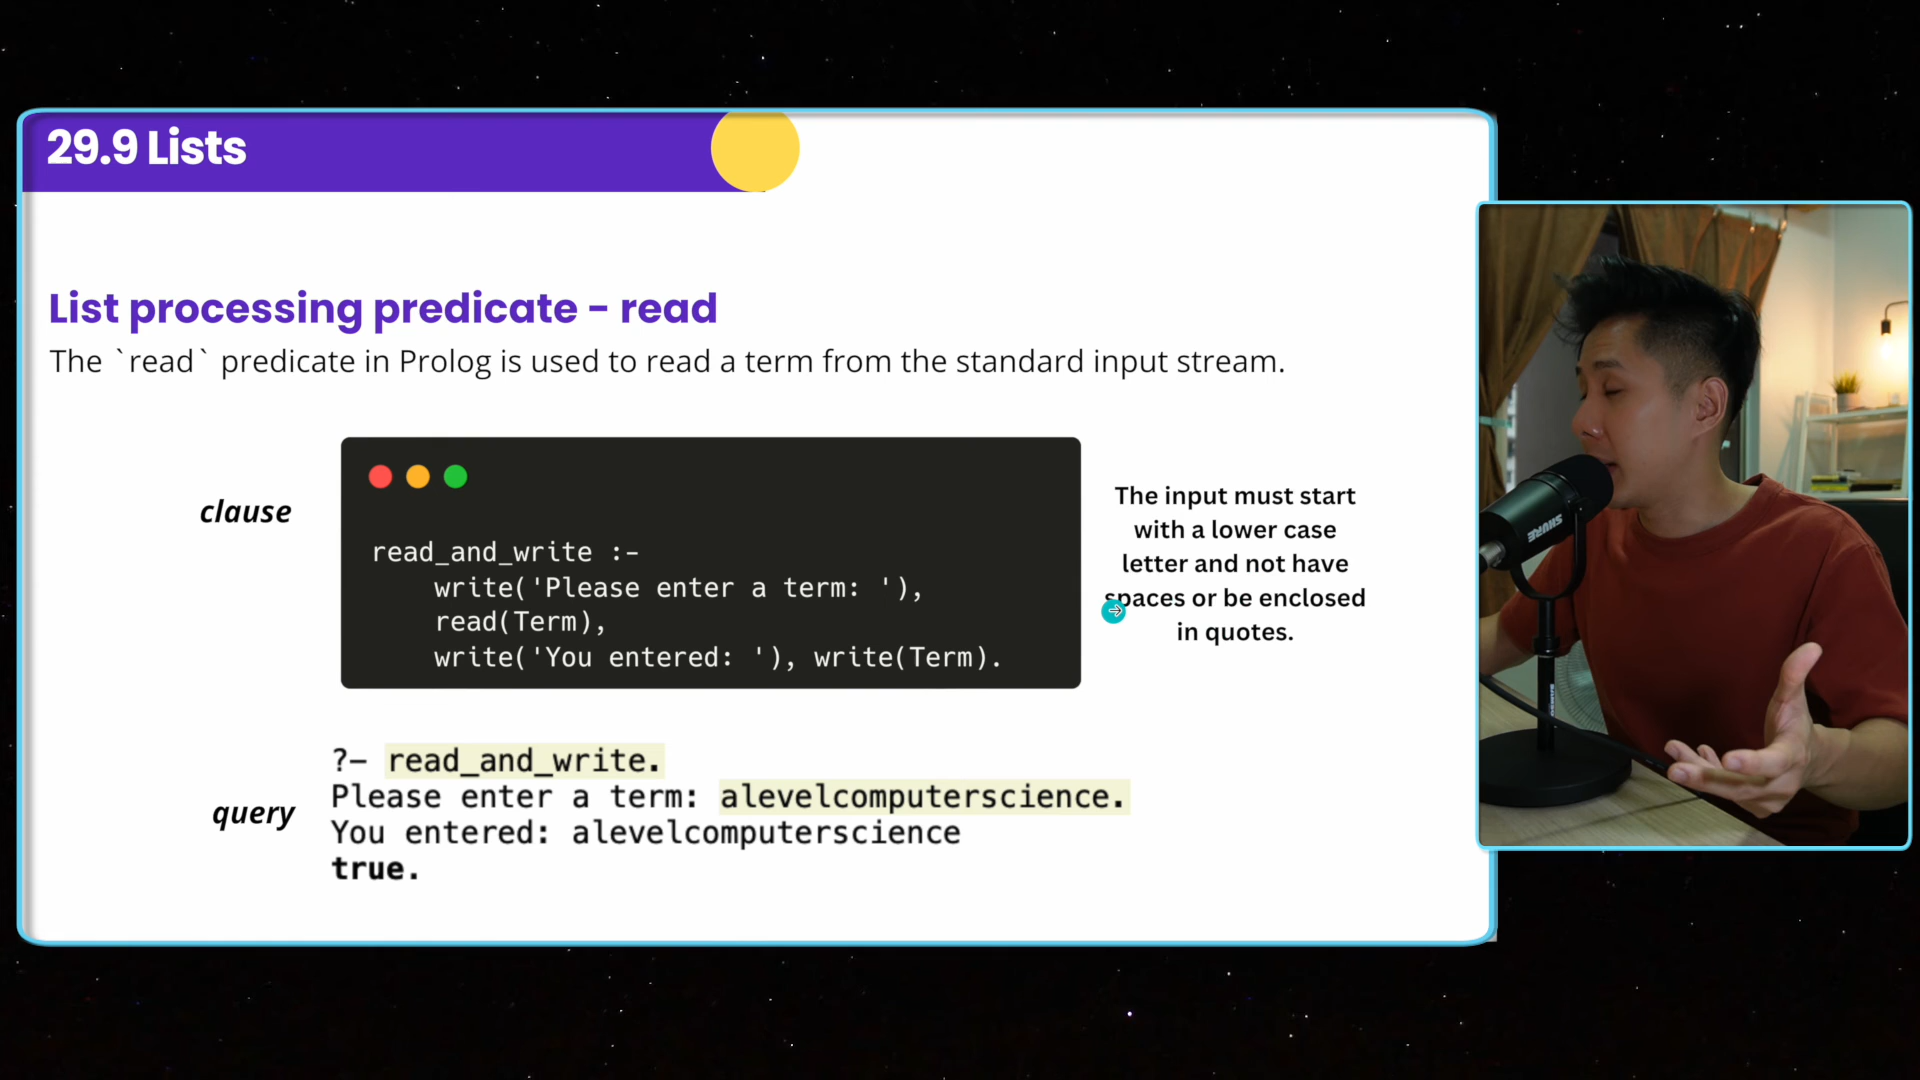 29.9 Lists
List processing predicate - read
The `read` predicate in Prolog is used to read a term from the standard input stream.
clause
read_and_write :-
    write('Please enter a term: '),
    read(Term),
    write('You entered: '), write(Term).
The input must start
with a lower case
letter and not have
spaces or be enclosed
in quotes.
SHURE
query
?- read_and_write.
Please enter a term: alevelcomputerscience.
You entered: alevelcomputerscience
true.